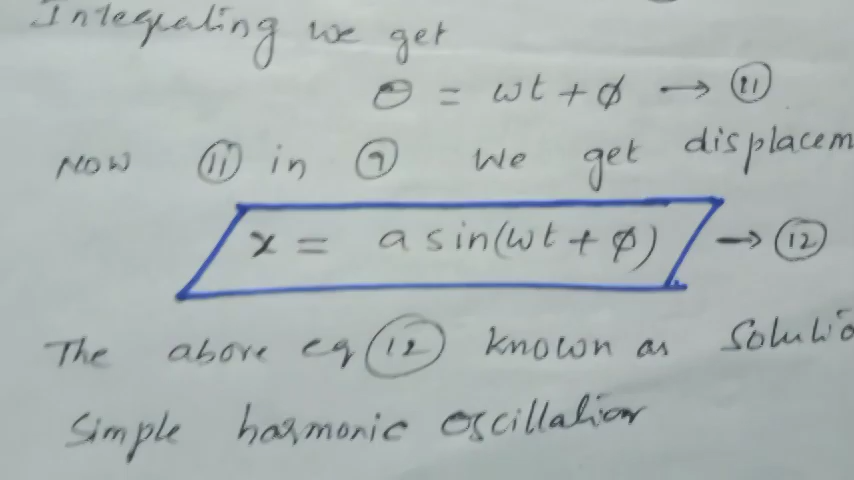 Integrating we get
θ = ωt + φ → (11)
Now (11) in (9) we get displacem
x = a sin(ωt + φ) → (12)
The above eq (12) known as solutio
simple harmonic oscillation